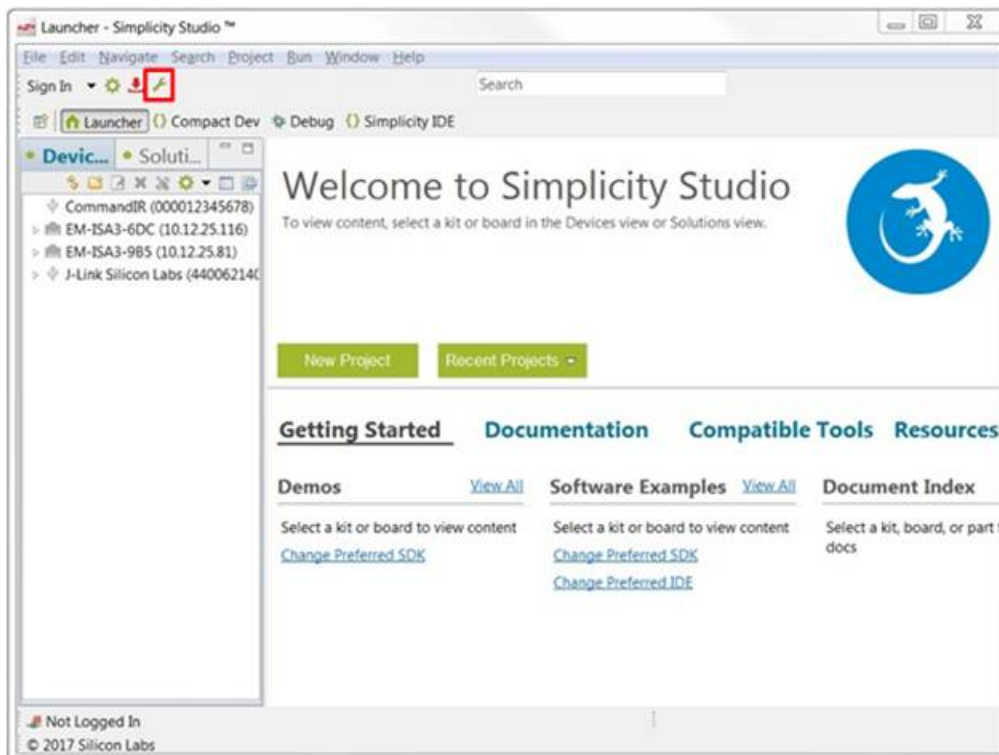 Launcher - Simplicity Studio ™
File Edit Navigate Search Project Run Window Help
Sign In
Search
Launcher Compact Dev Debug Simplicity IDE
Devic... Soluti...
CommandIR (000012345678)
EM-ISA3-6DC (10.12.25.116)
EM-ISA3-9B5 (10.12.25.81)
J-Link Silicon Labs (44006214
Welcome to Simplicity Studio
To view content, select a kit or board in the Devices view or Solutions view.
New Project Recent Projects
Getting Started Documentation Compatible Tools Resources
Demos View All Software Examples View All Document Index
Select a kit or board to view content
Change Preferred SDK
Select a kit or board to view content
Change Preferred SDK
Change Preferred IDE
Select a kit, board, or part
docs
Not Logged In
© 2017 Silicon Labs